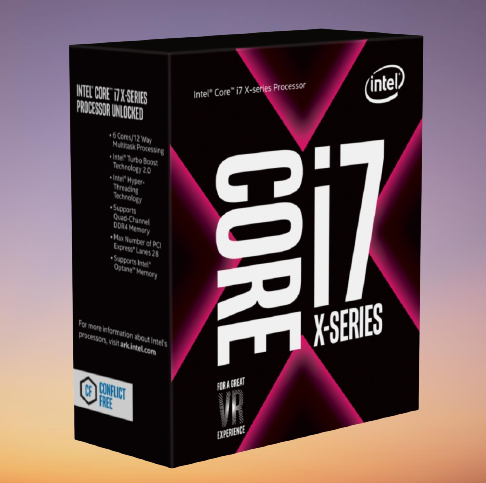 INTEL® CORE™ i7 X-SERIES
PROCESSOR UNLOCKED
• 6 Cores/12 Way
Multitask Processing
• Intel® Turbo Boost
Technology 2.0
• Intel® Hyper-
Threading
Technology
• Supports
Quad-Channel
DDR4 Memory
• Max Number of PCI
Express® Lanes 28
• Supports Intel®
Optane™ Memory
For more information about Intel's
processors, visit ark.intel.com
CF
CONFLICT
FREE
Intel® Core™ i7 X-series Processor
intel®
CORE
i7
X-SERIES
FOR A GREAT
VR
EXPERIENCE